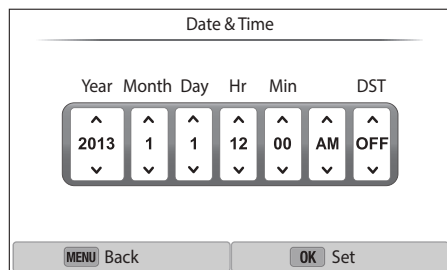 Date & Time
Year Month Day Hr Min DST
2013 1 1 12 00 AM OFF
MENU Back OK Set